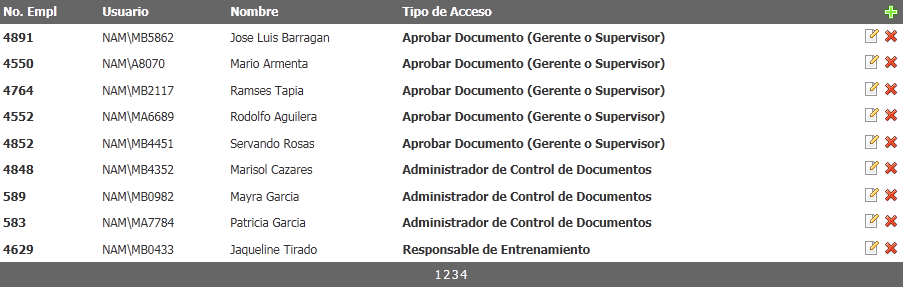 No. Empl Usuario Nombre Tipo de Acceso
4891 NAM\MB5862 Jose Luis Barragan Aprobar Documento (Gerente o Supervisor)
4550 NAM\A8070 Mario Armenta Aprobar Documento (Gerente o Supervisor)
4764 NAM\MB2117 Ramses Tapia Aprobar Documento (Gerente o Supervisor)
4552 NAM\MA6689 Rodolfo Aguilera Aprobar Documento (Gerente o Supervisor)
4852 NAM\MB4451 Servando Rosas Aprobar Documento (Gerente o Supervisor)
4848 NAM\MB4352 Marisol Cazares Administrador de Control de Documentos
589 NAM\MB0982 Mayra Garcia Administrador de Control de Documentos
583 NAM\MA7784 Patricia Garcia Administrador de Control de Documentos
4629 NAM\MB0433 Jaqueline Tirado Responsable de Entrenamiento
1 2 3 4